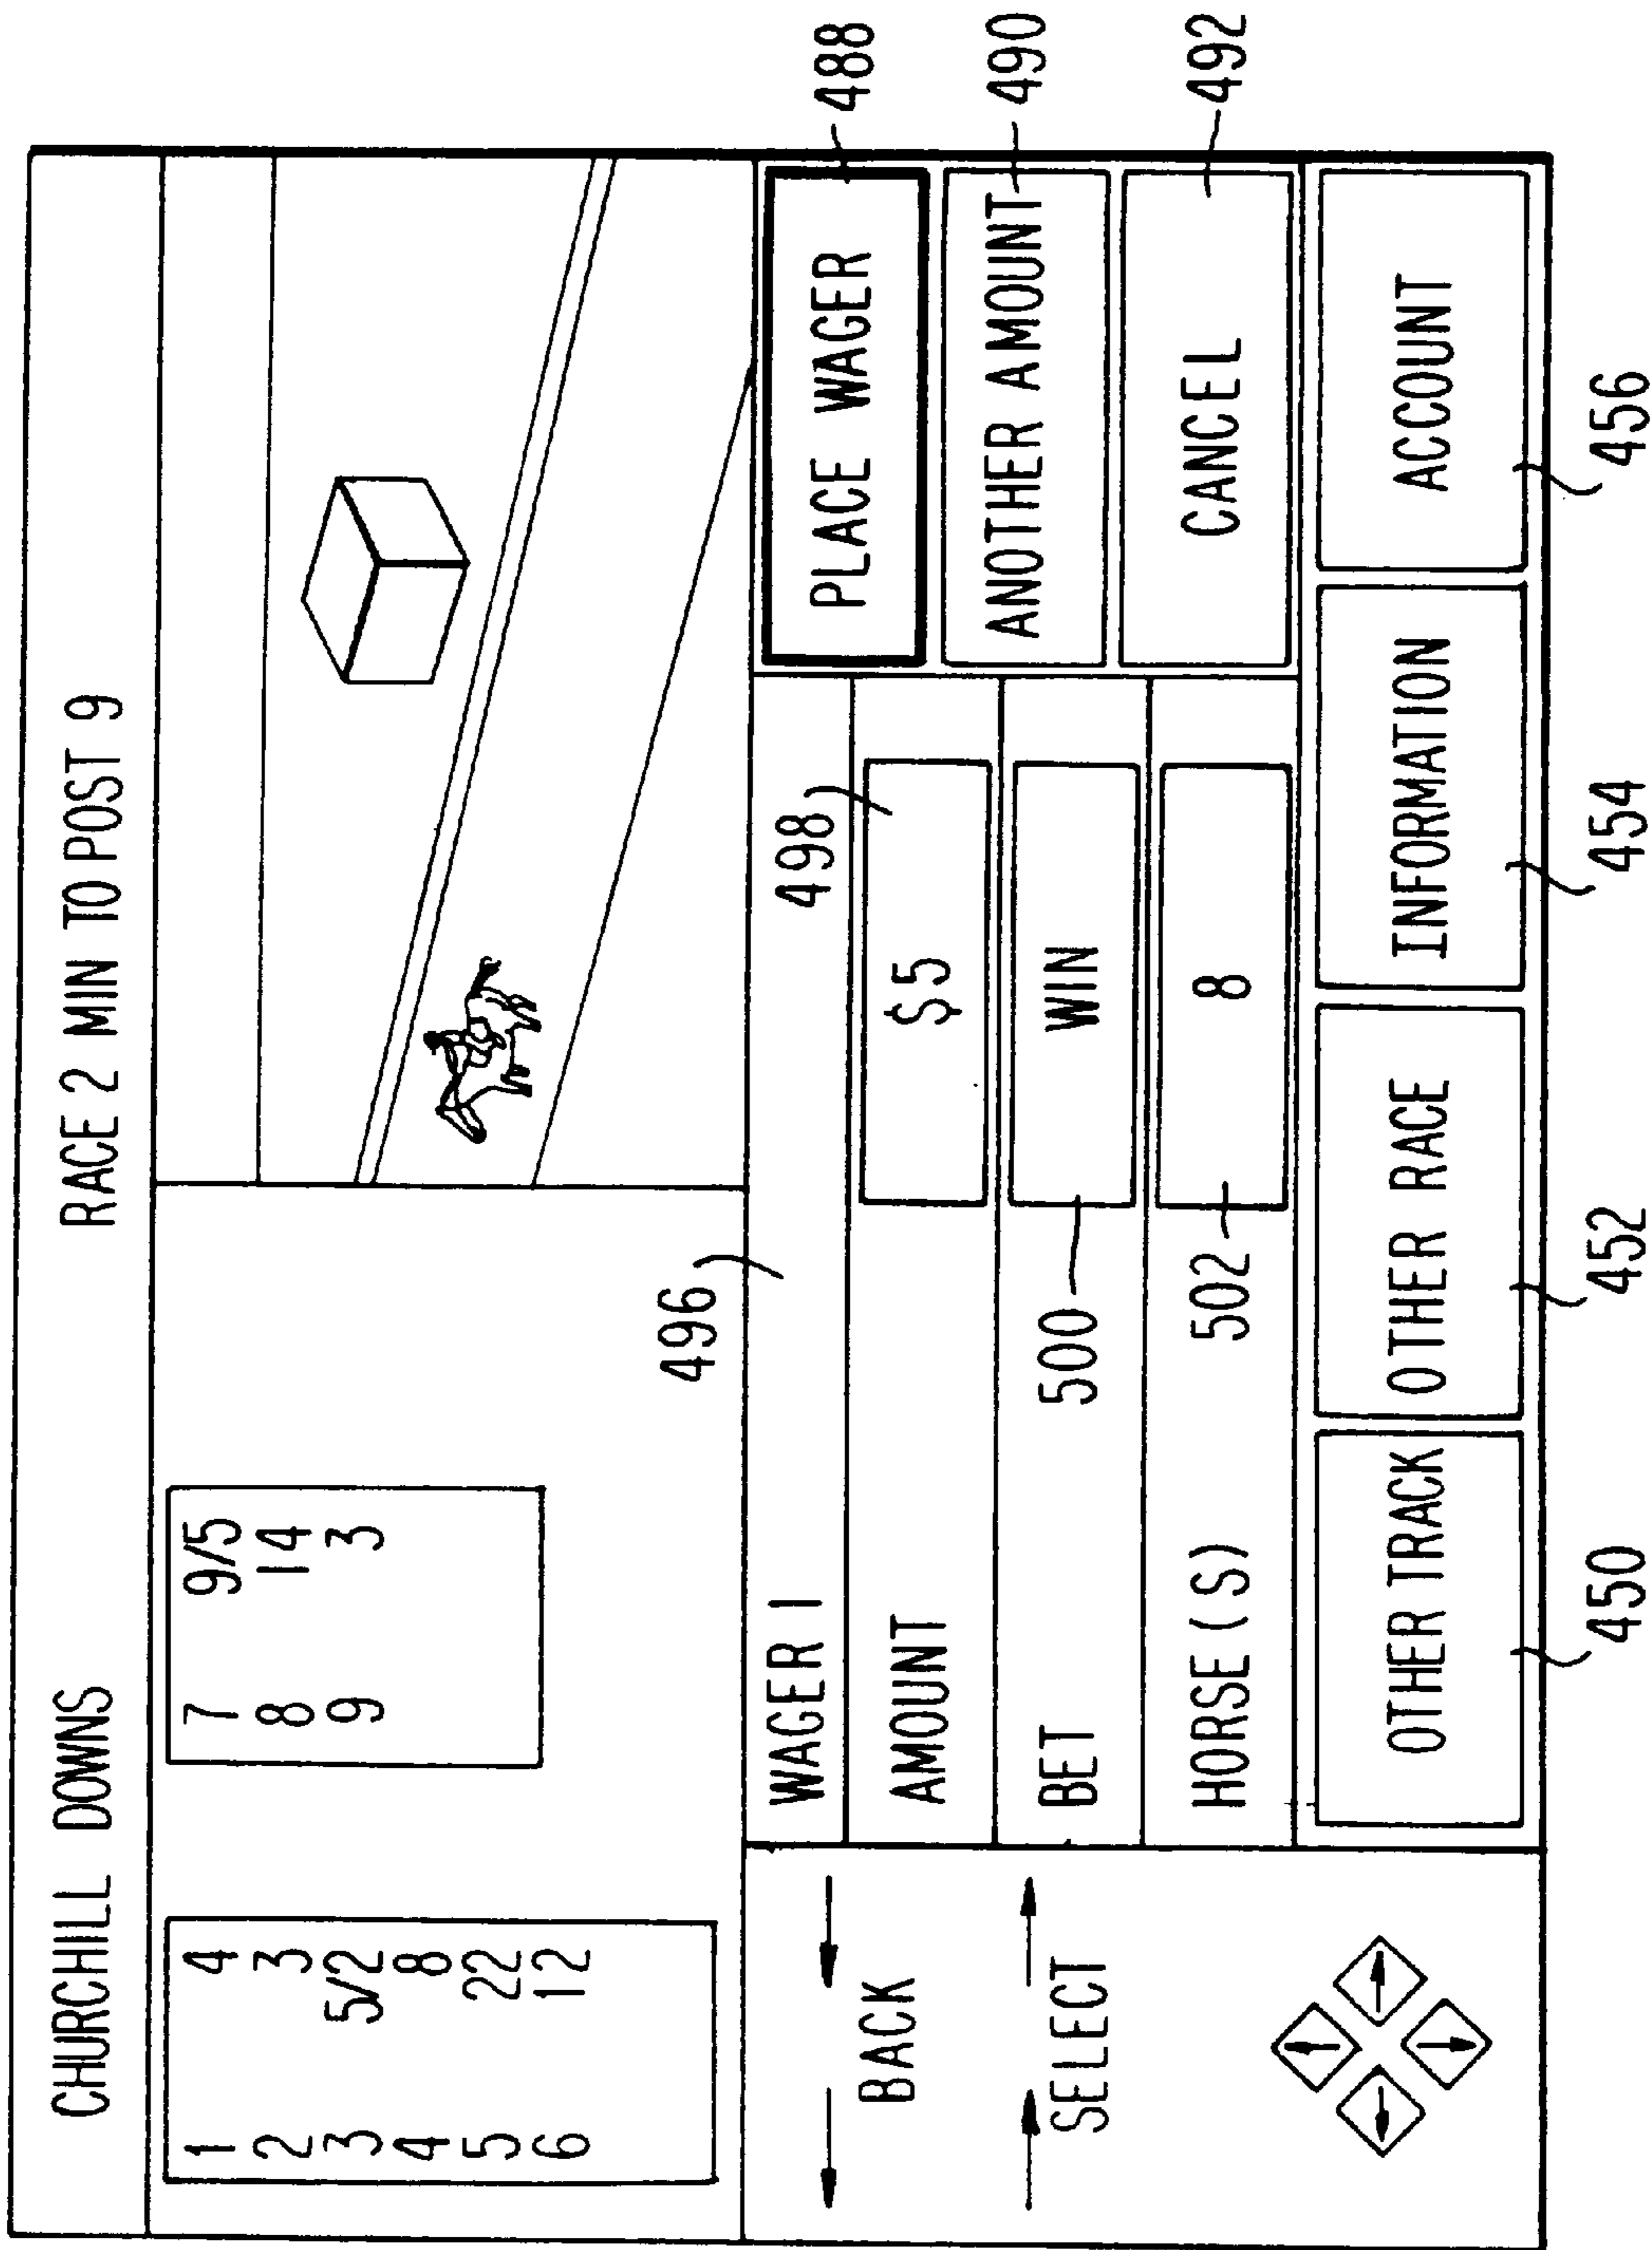 CHURCHILL DOWNS RACE 2 MIN TO POST 9
1 4
2 3
3 5/2
4 8
5 22
6 12
7 9/5
8 14
9 3
496
BACK
SELECT
WAGER 1
498
AMOUNT $5
BET 500 WIN
HORSE (S) 502 8
PLACE WAGER 488
ANOTHER AMOUNT 490
CANCEL 492
OTHER TRACK OTHER RACE INFORMATION ACCOUNT
450 452 454 456